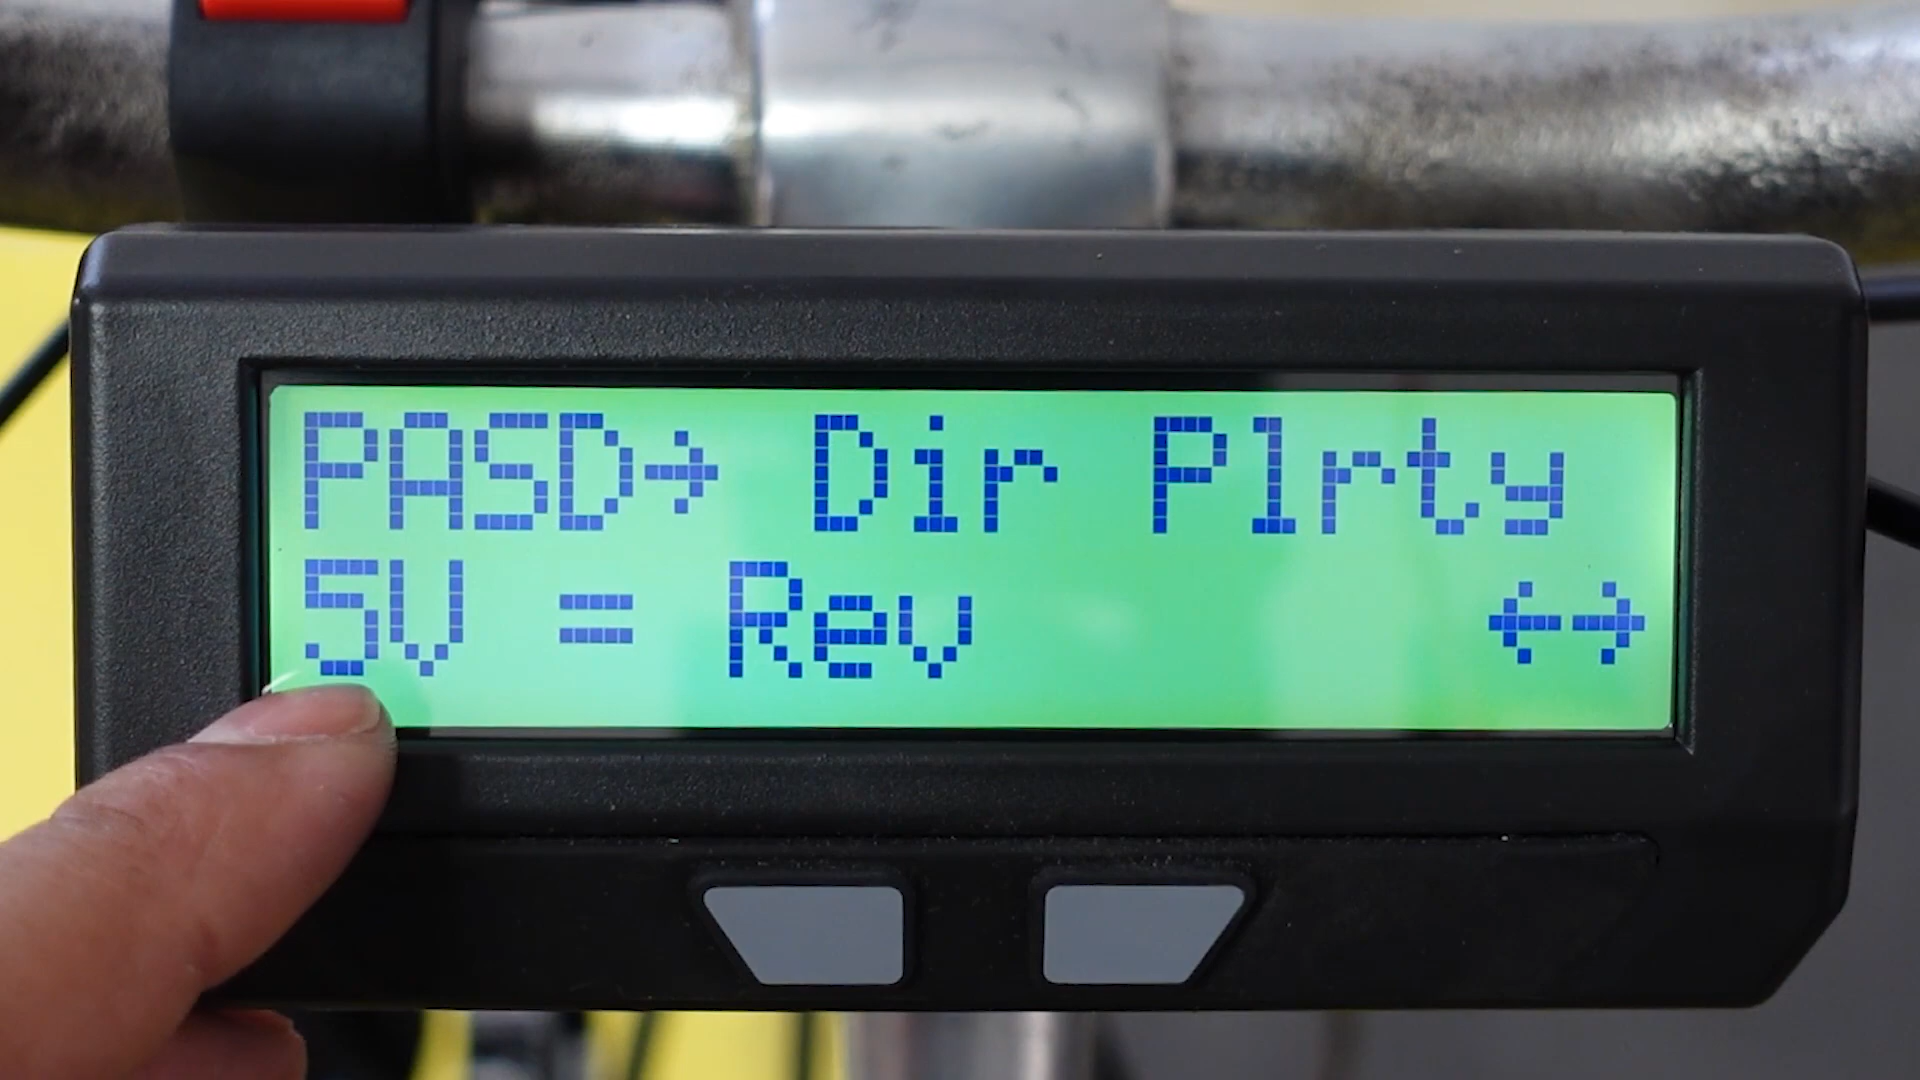 PASD→ Dir Plrty
5V = Rev ←→